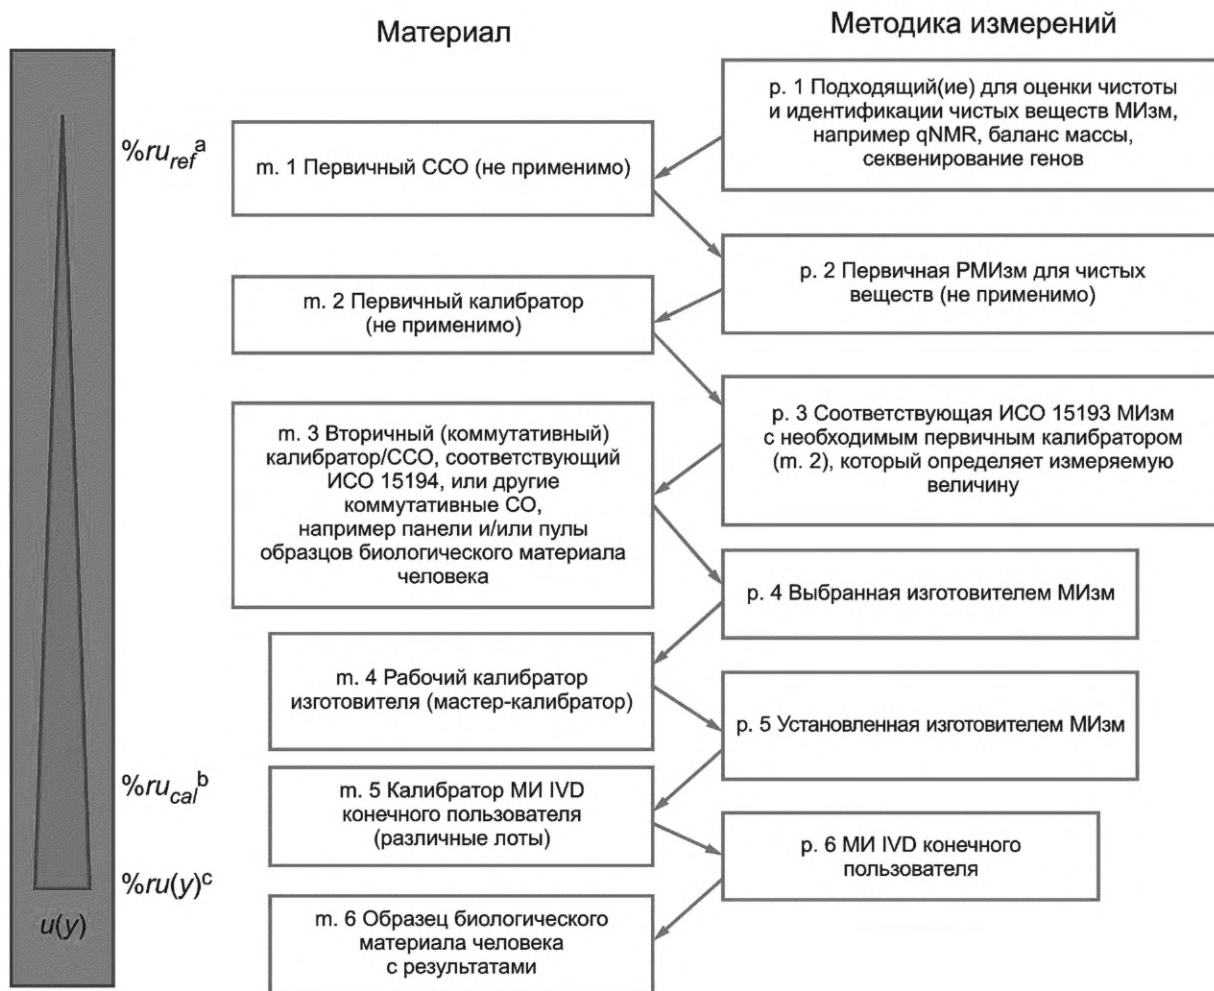 Материал
Методика измерений
%ru_ref^a
р. 1 Подходящий(ие) для оценки чистоты
и идентификации чистых веществ МИзм,
например qNMR, баланс массы,
секвенирование генов
m. 1 Первичный ССО (не применимо)
р. 2 Первичная РМИзм для чистых
веществ (не применимо)
m. 2 Первичный калибратор
(не применимо)
р. 3 Соответствующая ИСО 15193 МИзм
с необходимым первичным калибратором
(m. 2), который определяет измеряемую
величину
m. 3 Вторичный (коммутативный)
калибратор/ССО, соответствующий
ИСО 15194, или другие
коммутативные СО,
например панели и/или пулы
образцов биологического материала
человека
р. 4 Выбранная изготовителем МИзм
m. 4 Рабочий калибратор
изготовителя (мастер-калибратор)
р. 5 Установленная изготовителем МИзм
%ru_cal^b
m. 5 Калибратор МИ IVD
конечного пользователя
(различные лоты)
р. 6 МИ IVD конечного
пользователя
%ru(y)^c
u(y)
m. 6 Образец биологического
материала человека
с результатами